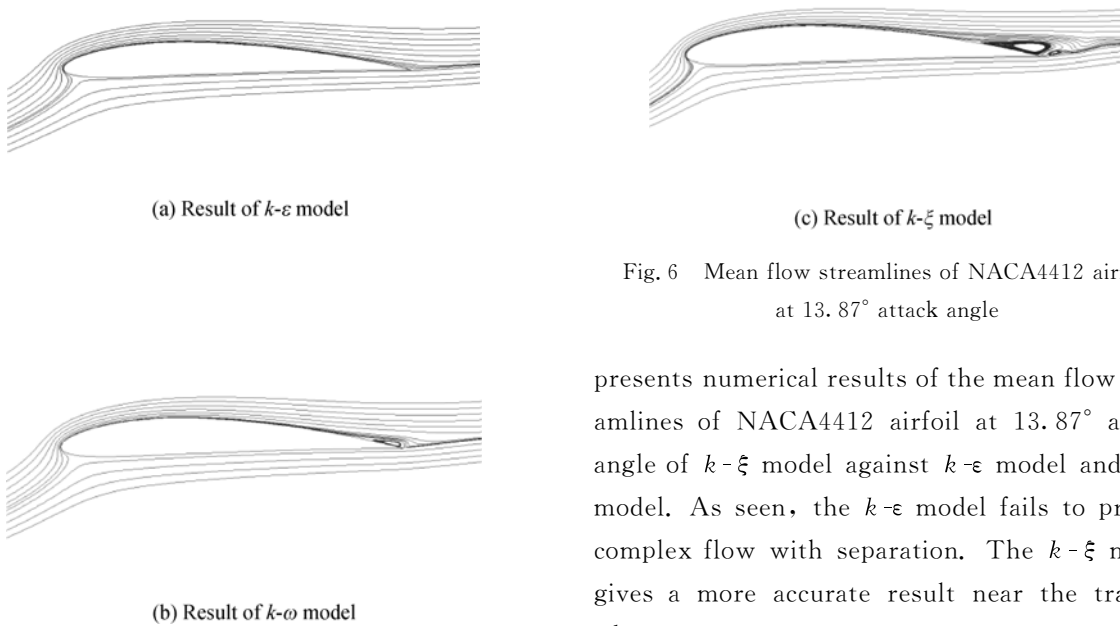 (a) Result of k-ε model
(b) Result of k-ω model
(c) Result of k-ξ model
Fig. 6 Mean flow streamlines of NACA4412 air
at 13. 87° attack angle
presents numerical results of the mean flow
amlines of NACA4412 airfoil at 13. 87° a
angle of k-ξ model against k-ε model and
model. As seen, the k-ε model fails to pr
complex flow with separation. The k-ξ
gives a more accurate result near the tra